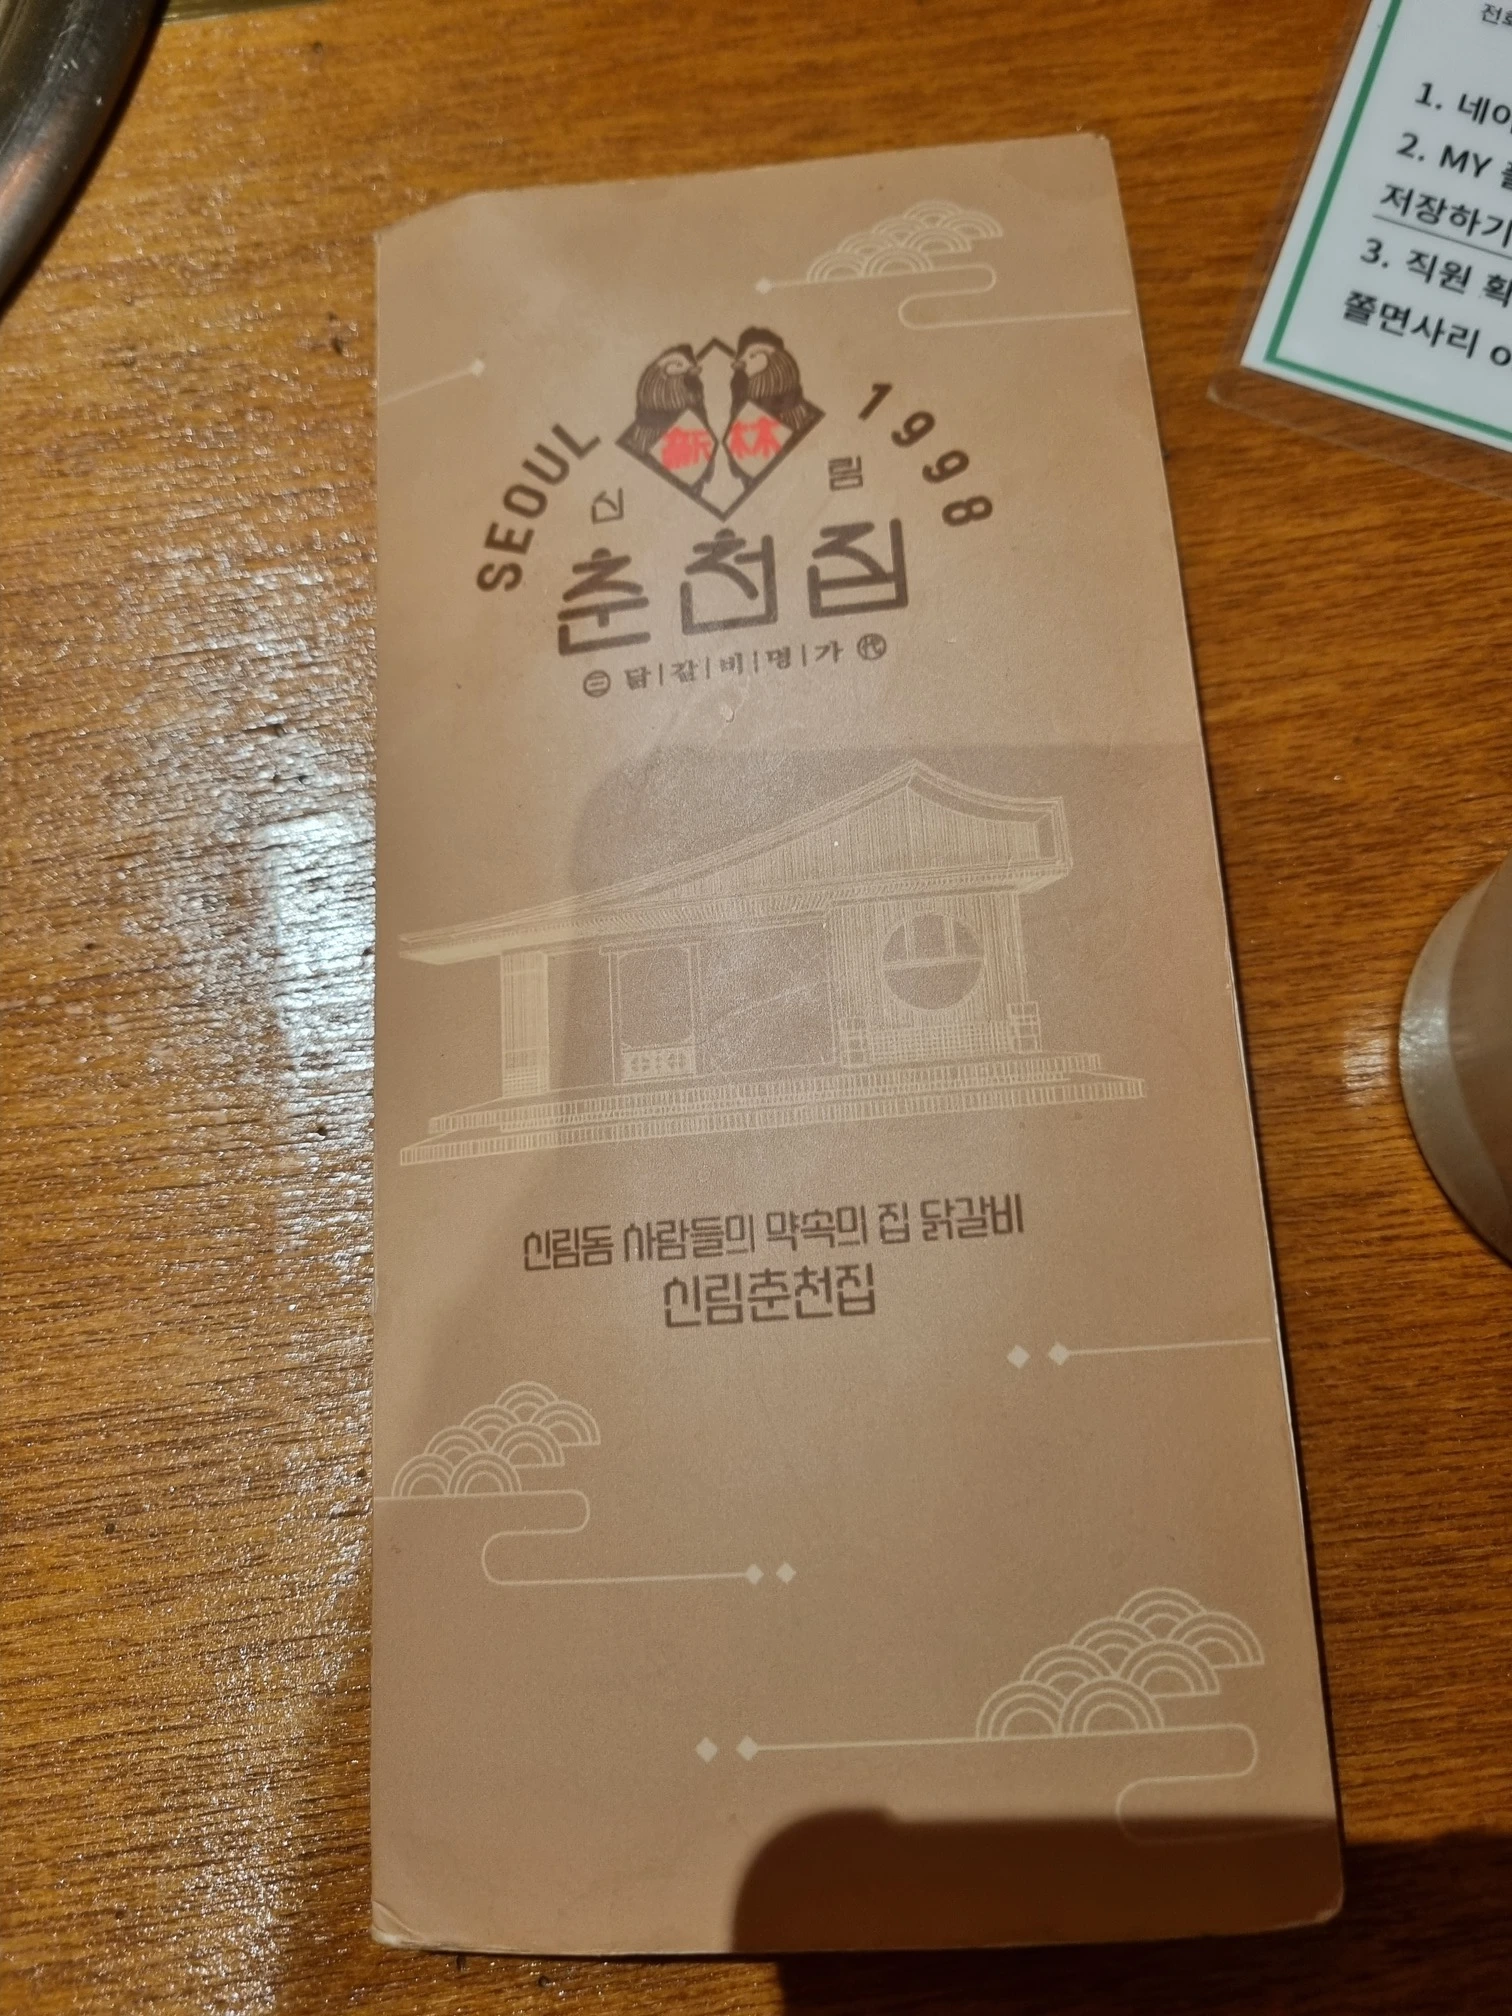 SEOUL 1998
新林
신림
춘천집
三 닭|갈|비|명|가 代
신림동 사람들의 약속의 집 닭갈비
신림춘천집
1. 네이
2. MY
저장하기
3. 직원 확
쫄면사리